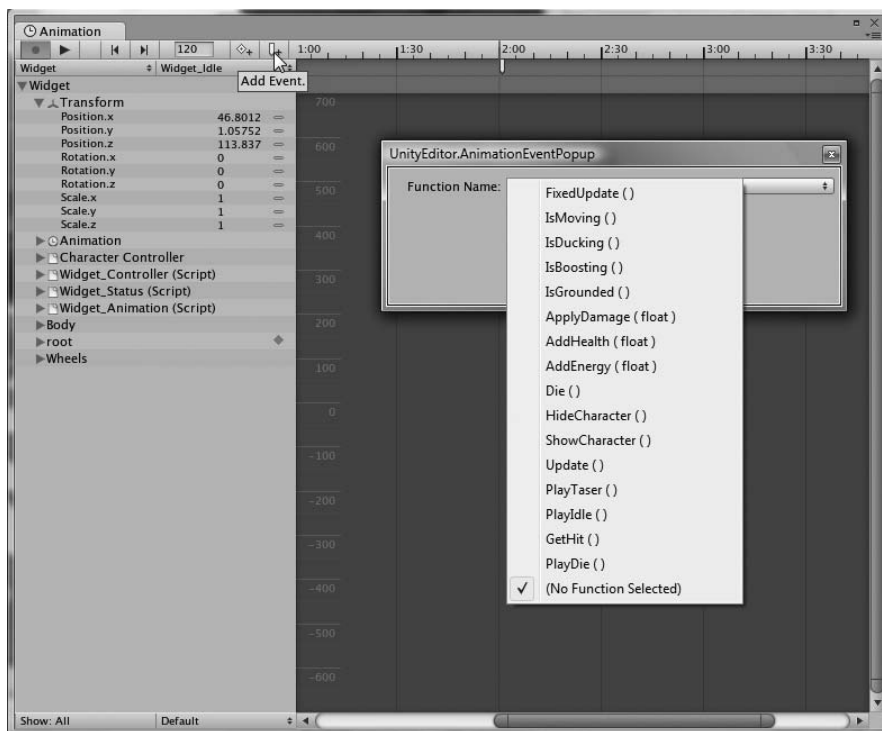 Animation
120
1:00 1:30 2:00 2:30 3:00 3:30
Widget Widget_Idle
Add Event.
Widget
Transform
Position.x 46.8012
Position.y 1.05752
Position.z 113.837
Rotation.x 0
Rotation.y 0
Rotation.z 0
Scale.x 1
Scale.y 1
Scale.z 1
Animation
Character Controller
Widget_Controller (Script)
Widget_Status (Script)
Widget_Animation (Script)
Body
root
Wheels
700
600
500
400
300
200
100
0
-100
-200
-300
-400
-500
-600
UnityEditor.AnimationEventPopup
Function Name:
FixedUpdate ( )
IsMoving ( )
IsDucking ( )
IsBoosting ( )
IsGrounded ( )
ApplyDamage ( float )
AddHealth ( float )
AddEnergy ( float )
Die ( )
HideCharacter ( )
ShowCharacter ( )
Update ( )
PlayTaser ( )
PlayIdle ( )
GetHit ( )
PlayDie ( )
(No Function Selected)
Show: All Default